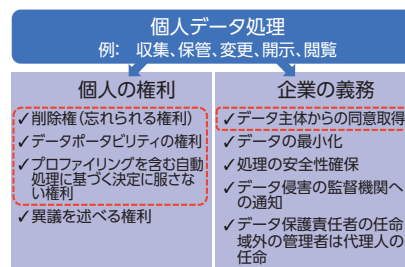 個人データ処理
例: 収集、保管、変更、開示、閲覧
個人の権利
✓削除権(忘れられる権利)
✓データポータビリティの権利
✓プロファイリングを含む自動
処理に基づく決定に服さな
い権利
✓異議を述べる権利
企業の義務
✓データ主体からの同意取得
✓データの最小化
✓処理の安全性確保
✓データ侵害の監督機関へ
の通知
✓データ保護責任者の任命
域外の管理者は代理人の
任命